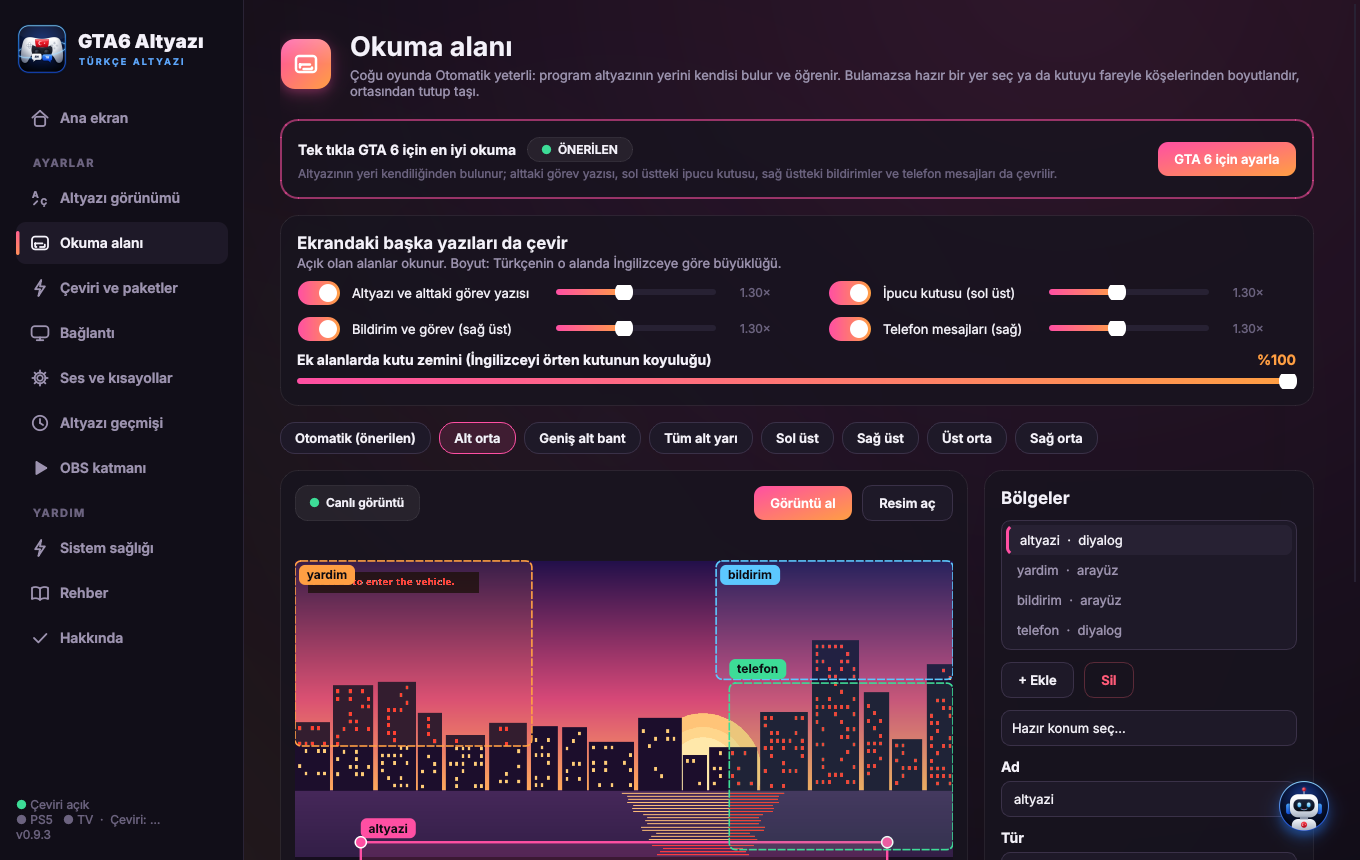 GTA6 Altyazı
TÜRKÇE ALTYAZI
Ana ekran
AYARLAR
Altyazı görünümü
Okuma alanı
Çeviri ve paketler
Bağlantı
Ses ve kısayollar
Altyazı geçmişi
OBS katmanı
YARDIM
Sistem sağlığı
Rehber
Hakkında
Çeviri açık
PS5 TV · Çeviri: ...
v0.9.3
Okuma alanı
Çoğu oyunda Otomatik yeterli: program altyazının yerini kendisi bulur ve öğrenir. Bulamazsa hazır bir yer seç ya da kutuyu fareyle köşelerinden boyutlandır,
ortasından tutup taşı.
Tek tıkla GTA 6 için en iyi okuma ÖNERİLEN
Altyazının yeri kendiliğinden bulunur; alttaki görev yazısı, sol üstteki ipucu kutusu, sağ üstteki bildirimler ve telefon mesajları da çevrilir.
GTA 6 için ayarla
Ekrandaki başka yazıları da çevir
Açık olan alanlar okunur. Boyut: Türkçenin o alanda İngilizceye göre büyüklüğü.
Altyazı ve alttaki görev yazısı 1.30× İpucu kutusu (sol üst) 1.30×
Bildirim ve görev (sağ üst) 1.30× Telefon mesajları (sağ) 1.30×
Ek alanlarda kutu zemini (İngilizceyi örten kutunun koyuluğu) %100
Otomatik (önerilen) Alt orta Geniş alt bant Tüm alt yarı Sol üst Sağ üst Üst orta Sağ orta
Canlı görüntü Görüntü al Resim aç
yardim to enter the vehicle. bildirim
telefon
altyazi
Bölgeler
altyazi · diyalog
yardim · arayüz
bildirim · arayüz
telefon · diyalog
+ Ekle Sil
Hazır konum seç...
Ad
altyazi
Tür